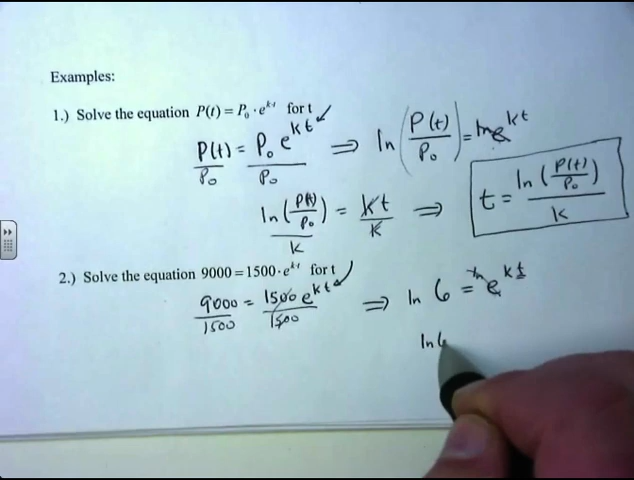 Examples:
1.) Solve the equation P(t) = P₀ · e^kt for t
P(t)/P₀ = P₀ e^kt/P₀ ⇒ ln(P(t)/P₀) = ln e^kt
ln(P(t)/P₀)/k = kt/k ⇒ t = ln(P(t)/P₀)/k
2.) Solve the equation 9000 = 1500 · e^kt for t
9000/1500 = 1500 e^kt/1500 ⇒ ln 6 = ln e^kt
ln 6